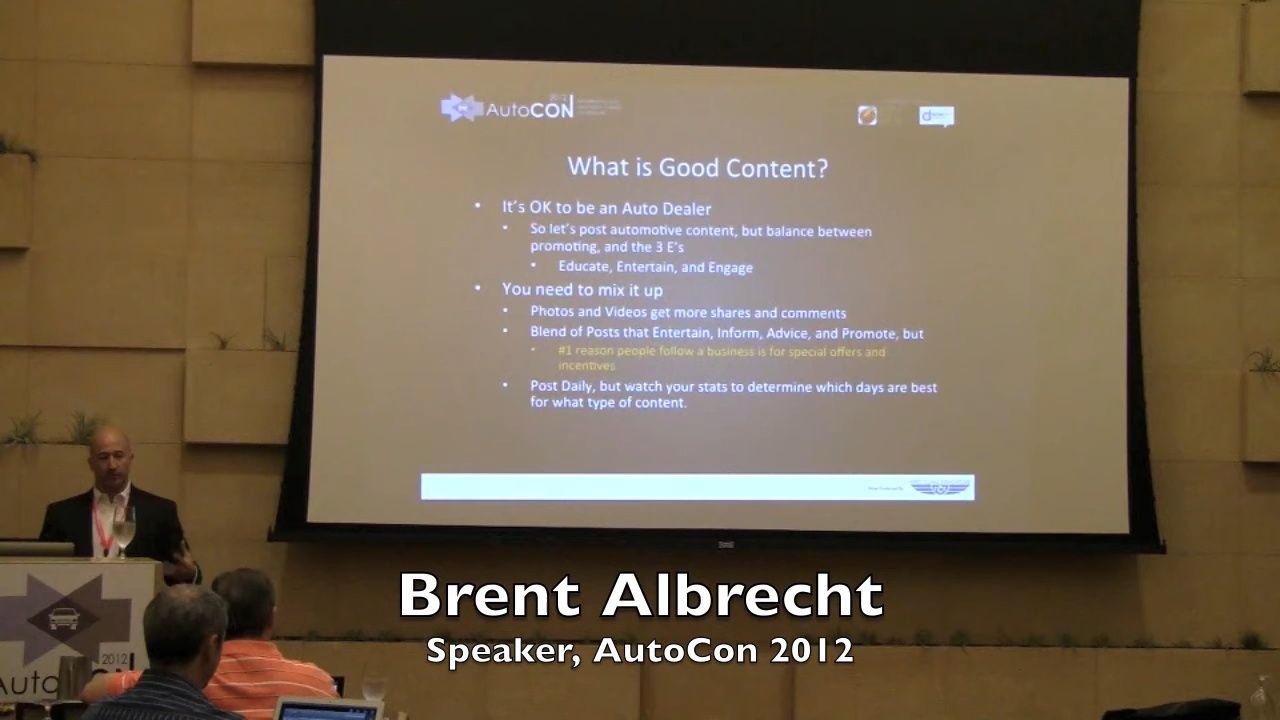 2012
AutoCON
What is Good Content?
• It's OK to be an Auto Dealer
• So let's post automotive content, but balance between
promoting, and the 3 E's
• Educate, Entertain, and Engage
• You need to mix it up
• Photos and Videos get more shares and comments
• Blend of Posts that Entertain, Inform, Advice, and Promote, but
• #1 reason people follow a business is for special offers and
incentives
• Post Daily, but watch your stats to determine which days are best
for what type of content.
Brent Albrecht
Speaker, AutoCon 2012
2012